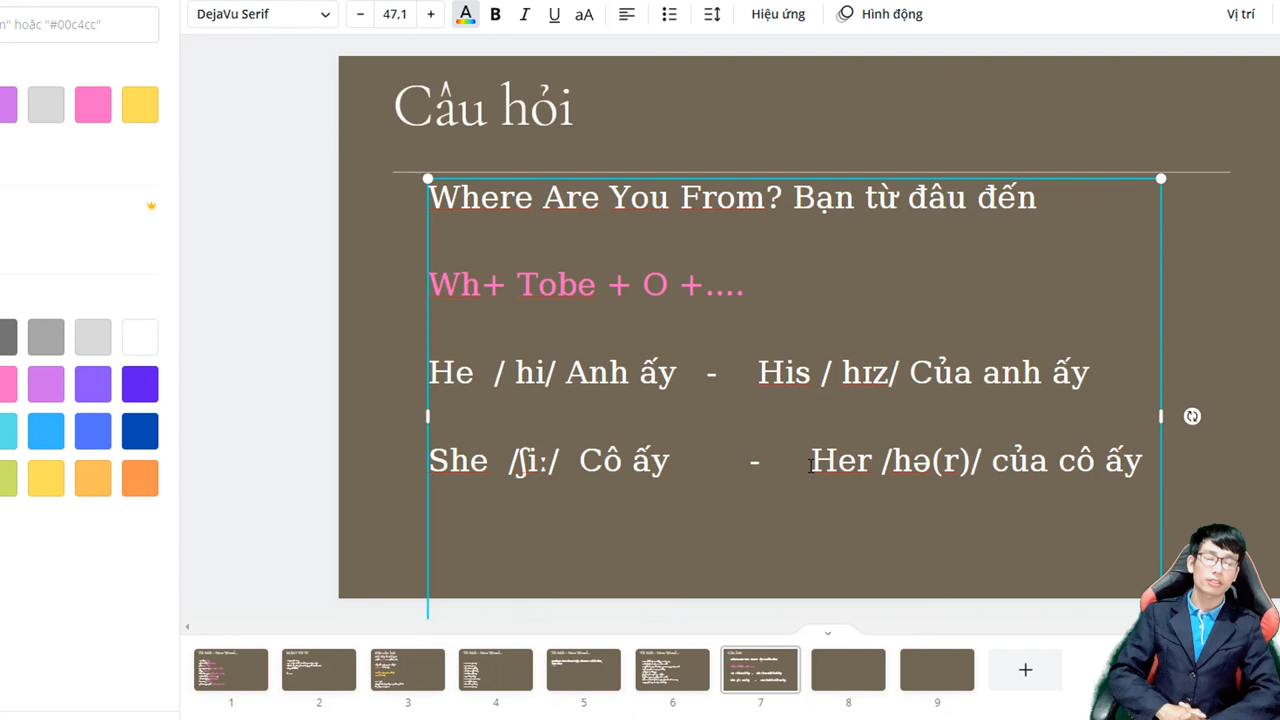 m" hoặc "#00c4cc"
DejaVu Serif
47,1
A B I U aA
Hiệu ứng
Hình động
Vị trí
Câu hỏi
Where Are You From? Bạn từ đâu đến
Wh+ Tobe + O +....
He / hi/ Anh ấy - His / hɪz/ Của anh ấy
She /ʃiː/ Cô ấy - Her /hə(r)/ của cô ấy
1 2 3 4 5 6 7 8 9